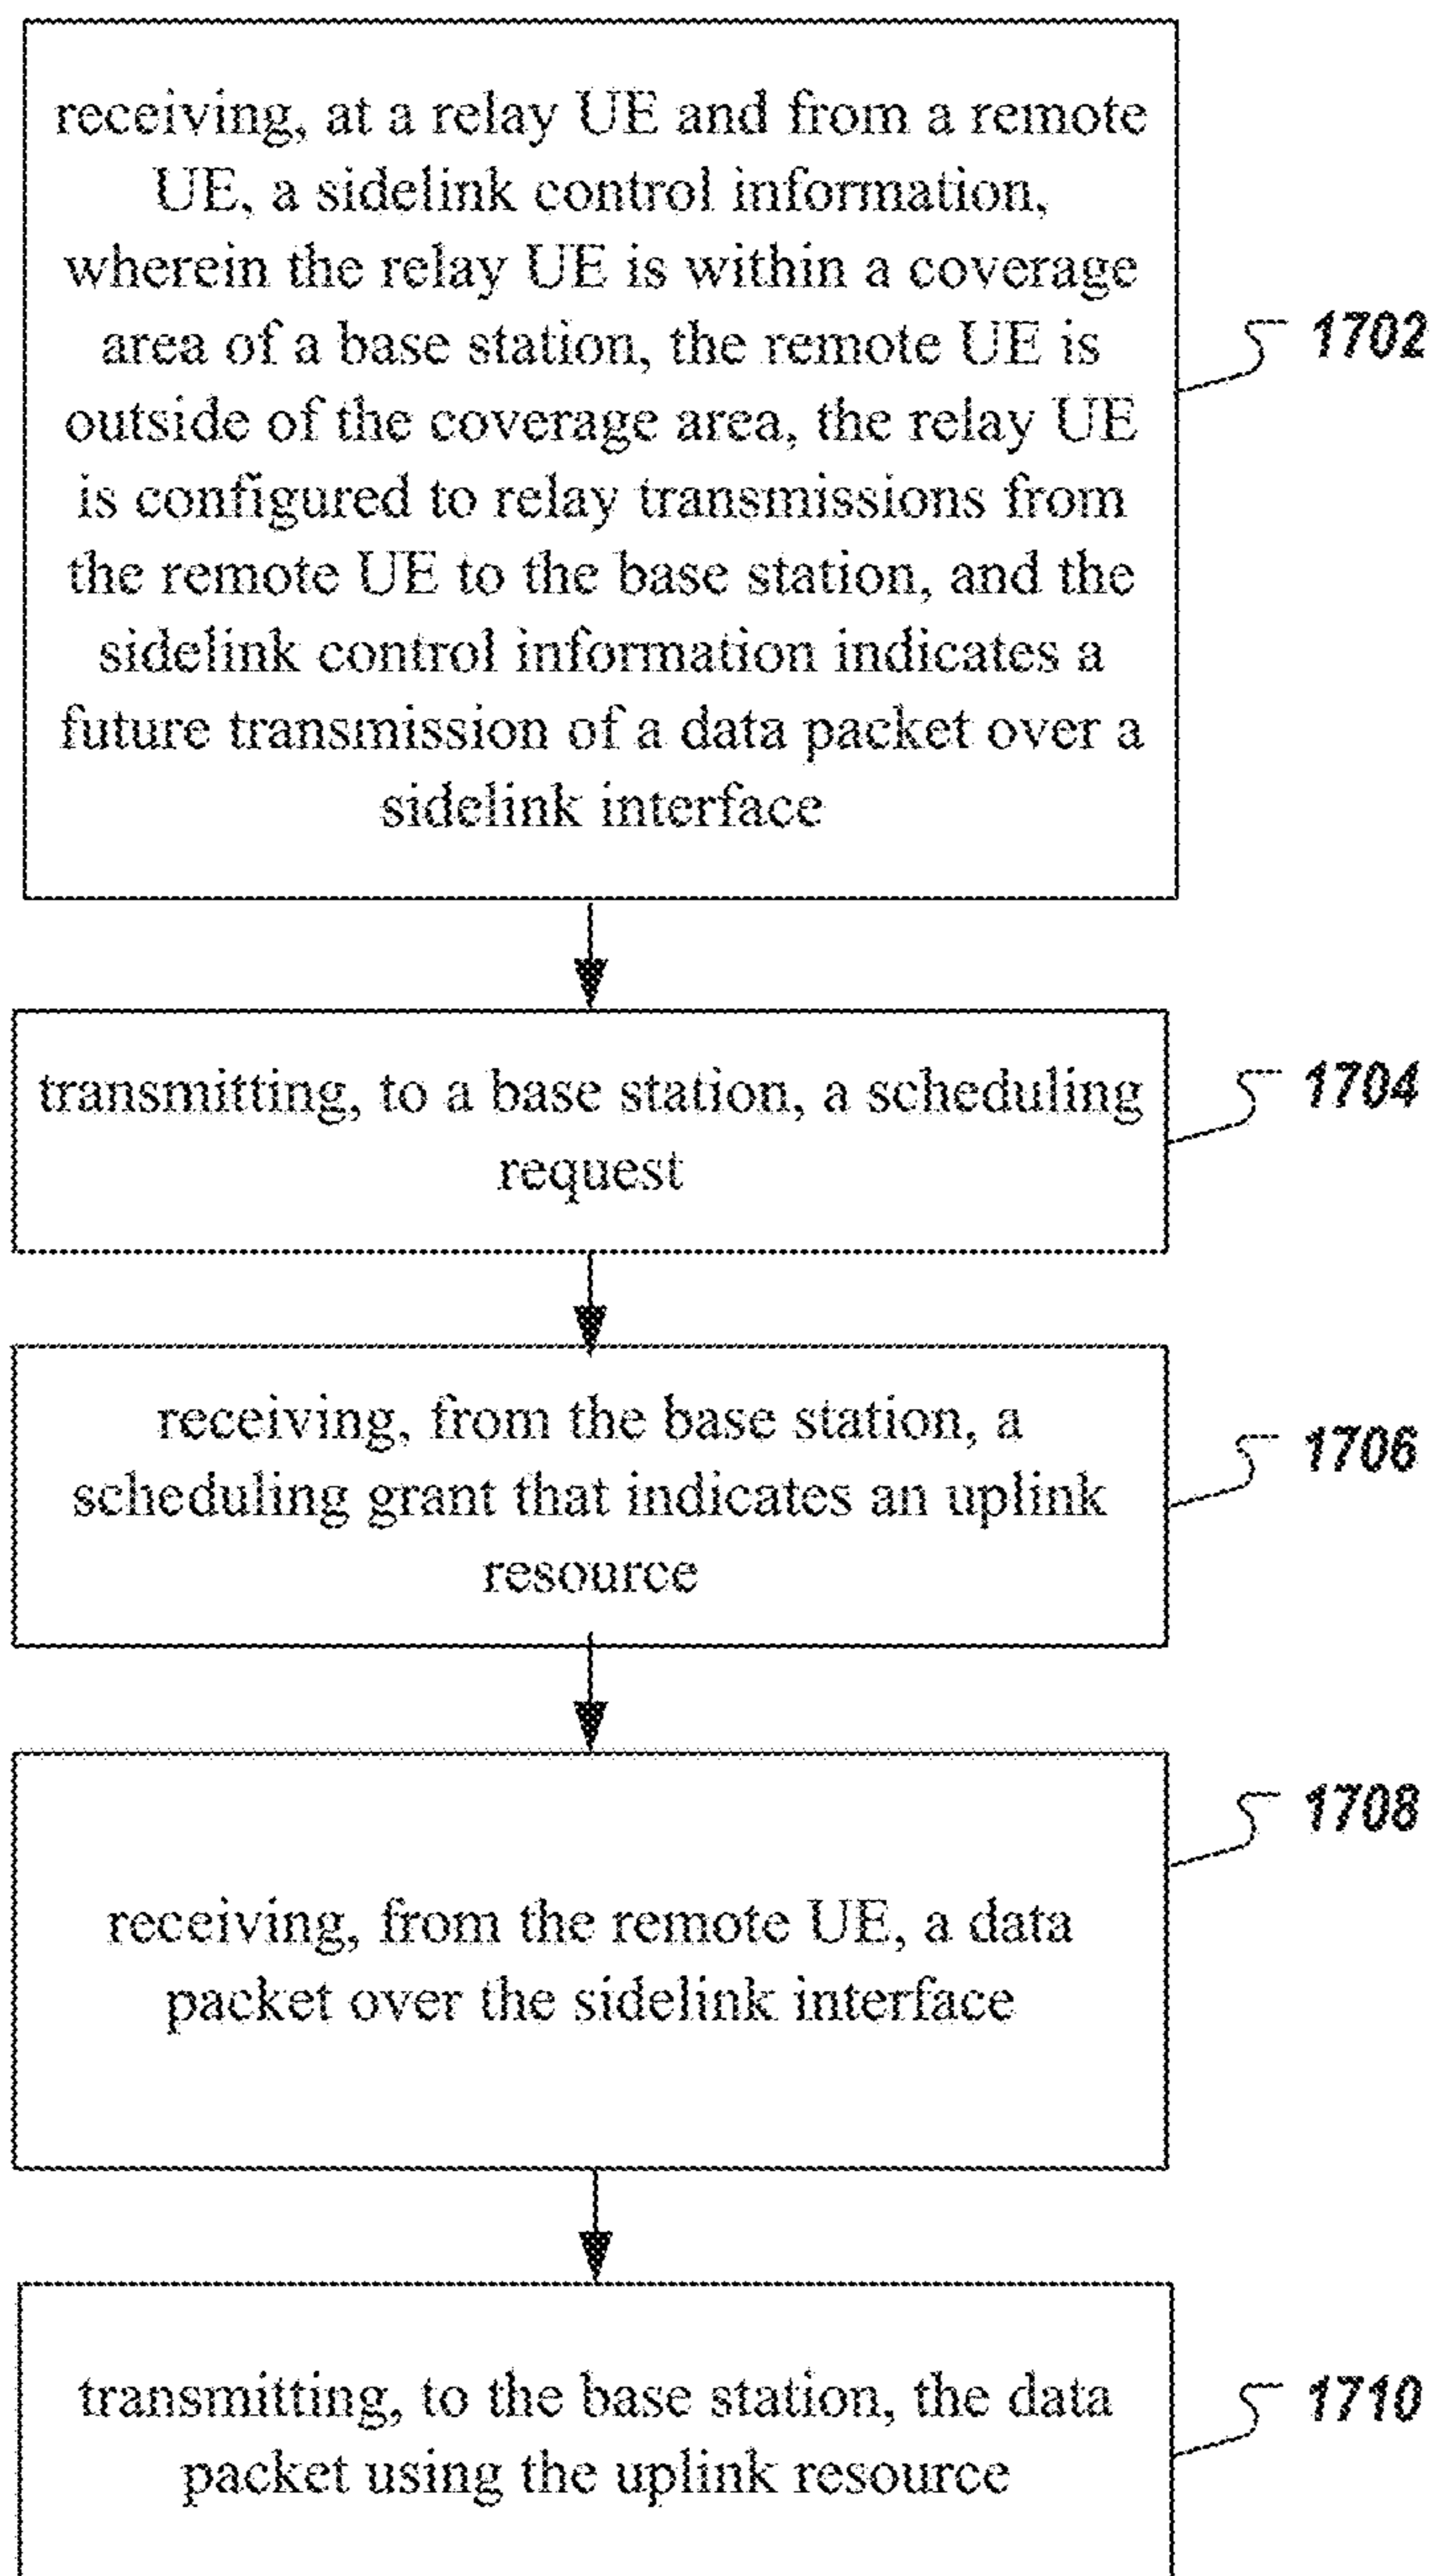 receiving, at a relay UE and from a remote
UE, a sidelink control information,
wherein the relay UE is within a coverage
area of a base station, the remote UE is
outside of the coverage area, the relay UE
is configured to relay transmissions from
the remote UE to the base station, and the
sidelink control information indicates a
future transmission of a data packet over a
sidelink interface
1702
transmitting, to a base station, a scheduling
request
1704
receiving, from the base station, a
scheduling grant that indicates an uplink
resource
1706
receiving, from the remote UE, a data
packet over the sidelink interface
1708
transmitting, to the base station, the data
packet using the uplink resource
1710